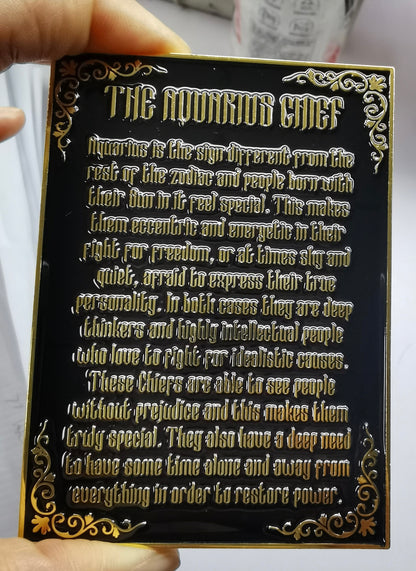 THE AQUARIUS CHIEF
Aquarius is the sign different from the
rest of the zodiac and people born with
their Sun in it feel special. This makes
them eccentric and energetic in their
fight for freedom, or at times shy and
quiet, afraid to express their true
personality. In both cases they are deep
thinkers and highly intellectual people
who love to fight for idealistic causes.
These Chiefs are able to see people
without prejudice and this makes them
truly special. They also have a deep need
to have some time alone and away from
everything in order to restore power.